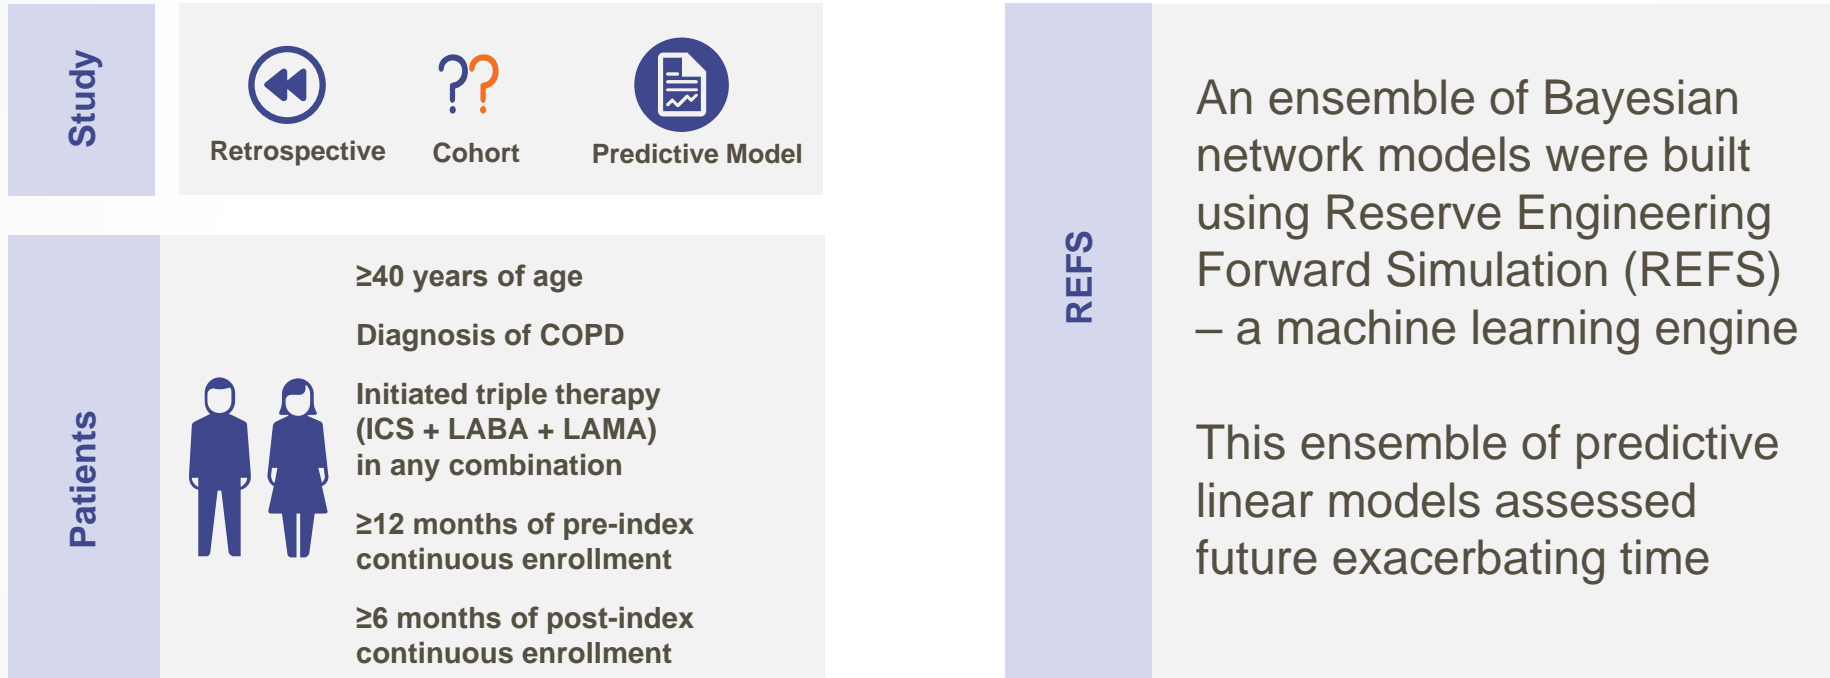 Study
Retrospective
Cohort
??
Predictive Model
Patients
≥40 years of age
Diagnosis of COPD
Initiated triple therapy
(ICS + LABA + LAMA)
in any combination
≥12 months of pre-index
continuous enrollment
≥6 months of post-index
continuous enrollment
REFS
An ensemble of Bayesian
network models were built
using Reserve Engineering
Forward Simulation (REFS)
– a machine learning engine
This ensemble of predictive
linear models assessed
future exacerbating time